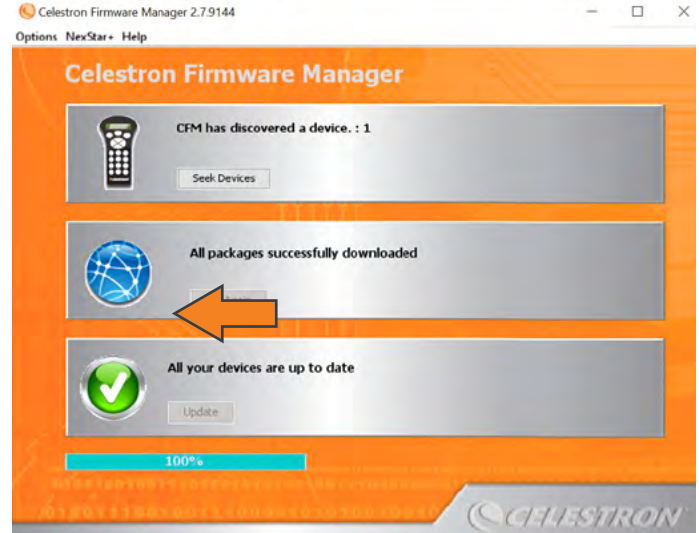 Celestron Firmware Manager 2.7.9144
Options NexStar+ Help
Celestron Firmware Manager
CFM has discovered a device. : 1
Seek Devices
All packages successfully downloaded
All your devices are up to date
Update
100%
CELESTRON